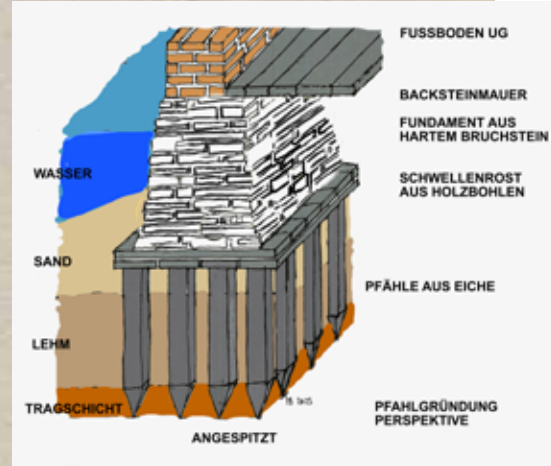 FUSSBODEN UG
BACKSTEINMAUER
FUNDAMENT AUS
HARTEM BRUCHSTEIN
WASSER
SCHWELLENROST
AUS HOLZBOHLEN
SAND
PFÄHLE AUS EICHE
LEHM
TRAGSCHICHT
PFAHLGRÜNDUNG
PERSPEKTIVE
ANGESPITZT